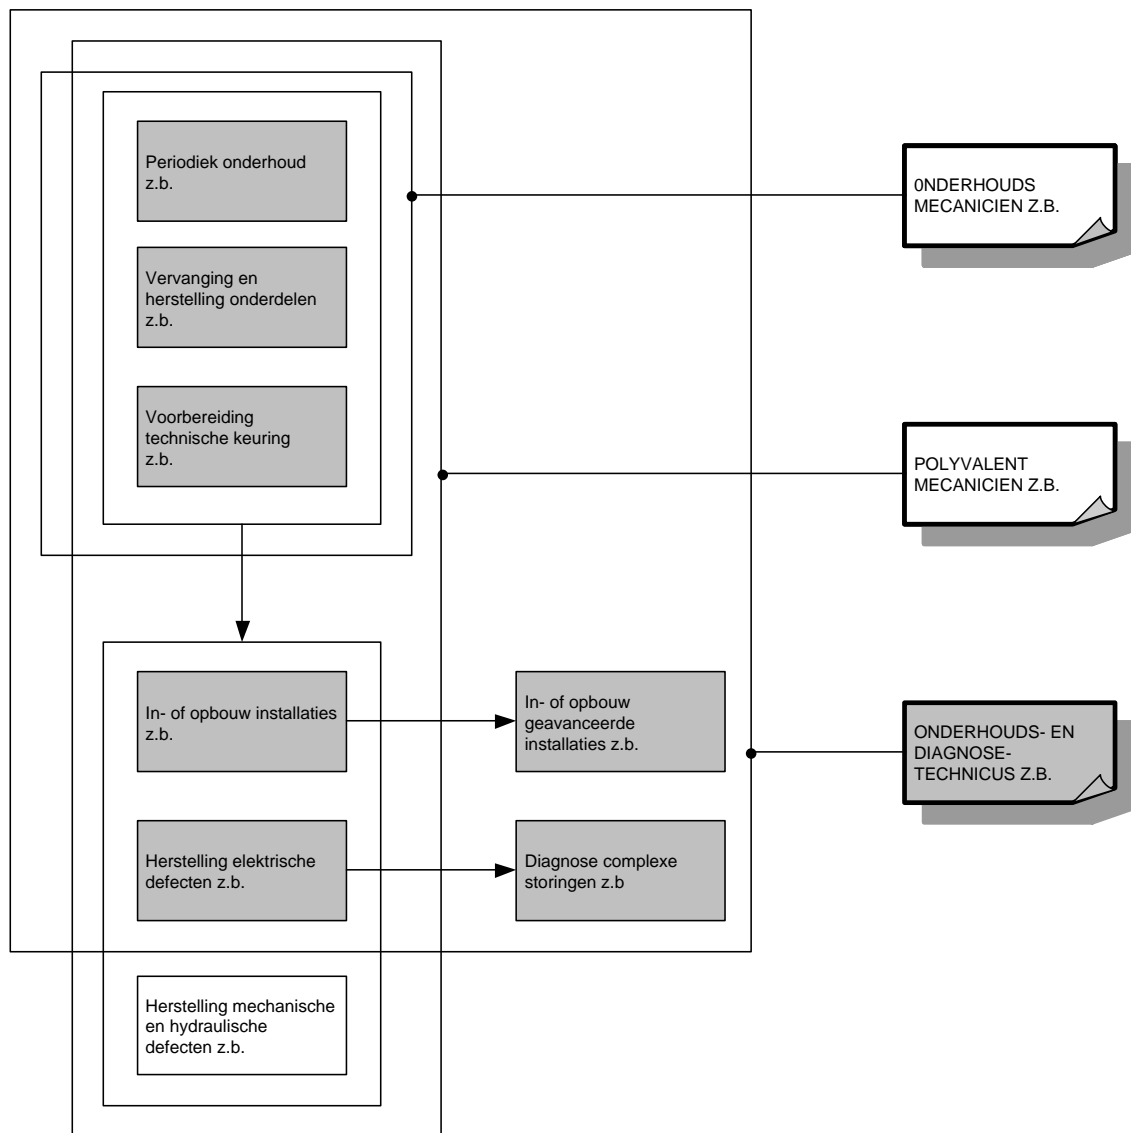 Periodiek onderhoud
z.b.
Vervanging en
herstelling onderdelen
z.b.
Voorbereiding
technische keuring
z.b.
In- of opbouw installaties
z.b.
Herstelling elektrische
defecten z.b.
Herstelling mechanische
en hydraulische
defecten z.b.
In- of opbouw
geavanceerde
installaties z.b.
Diagnose complexe
storingen z.b
0NDERHOUDS
MECANICIEN Z.B.
POLYVALENT
MECANICIEN Z.B.
ONDERHOUDS- EN
DIAGNOSE-
TECHNICUS Z.B.